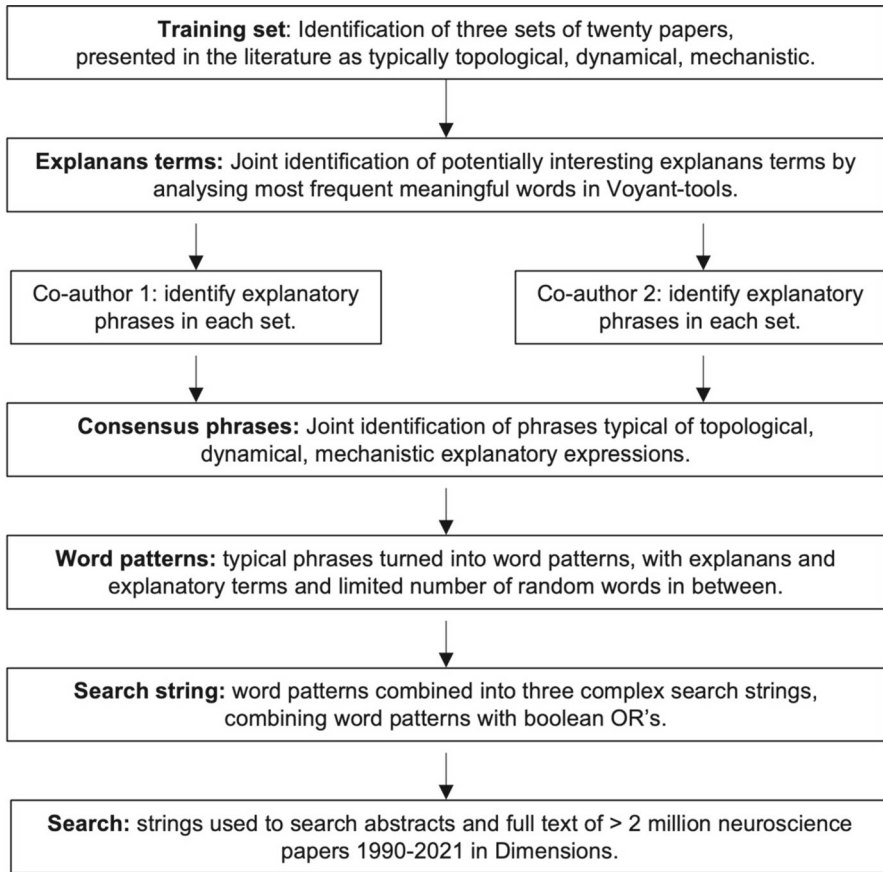 Training set: Identification of three sets of twenty papers,
presented in the literature as typically topological, dynamical, mechanistic.
Explanans terms: Joint identification of potentially interesting explanans terms by
analysing most frequent meaningful words in Voyant-tools.
Co-author 1: identify explanatory
phrases in each set.
Co-author 2: identify explanatory
phrases in each set.
Consensus phrases: Joint identification of phrases typical of topological,
dynamical, mechanistic explanatory expressions.
Word patterns: typical phrases turned into word patterns, with explanans and
explanatory terms and limited number of random words in between.
Search string: word patterns combined into three complex search strings,
combining word patterns with boolean OR's.
Search: strings used to search abstracts and full text of > 2 million neuroscience
papers 1990-2021 in Dimensions.